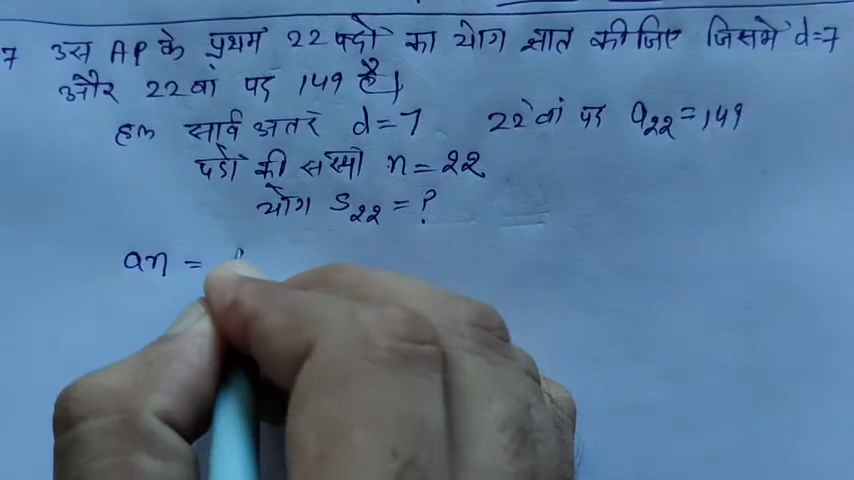 7 उस AP के प्रथम 22 पदों का योग ज्ञात कीजिए जिसमें d=7
और 22वां पद 149 है।
हल सार्व अंतर d=7 22वां पद a22=149
पदों की संख्या n=22
योग S22=?
an =